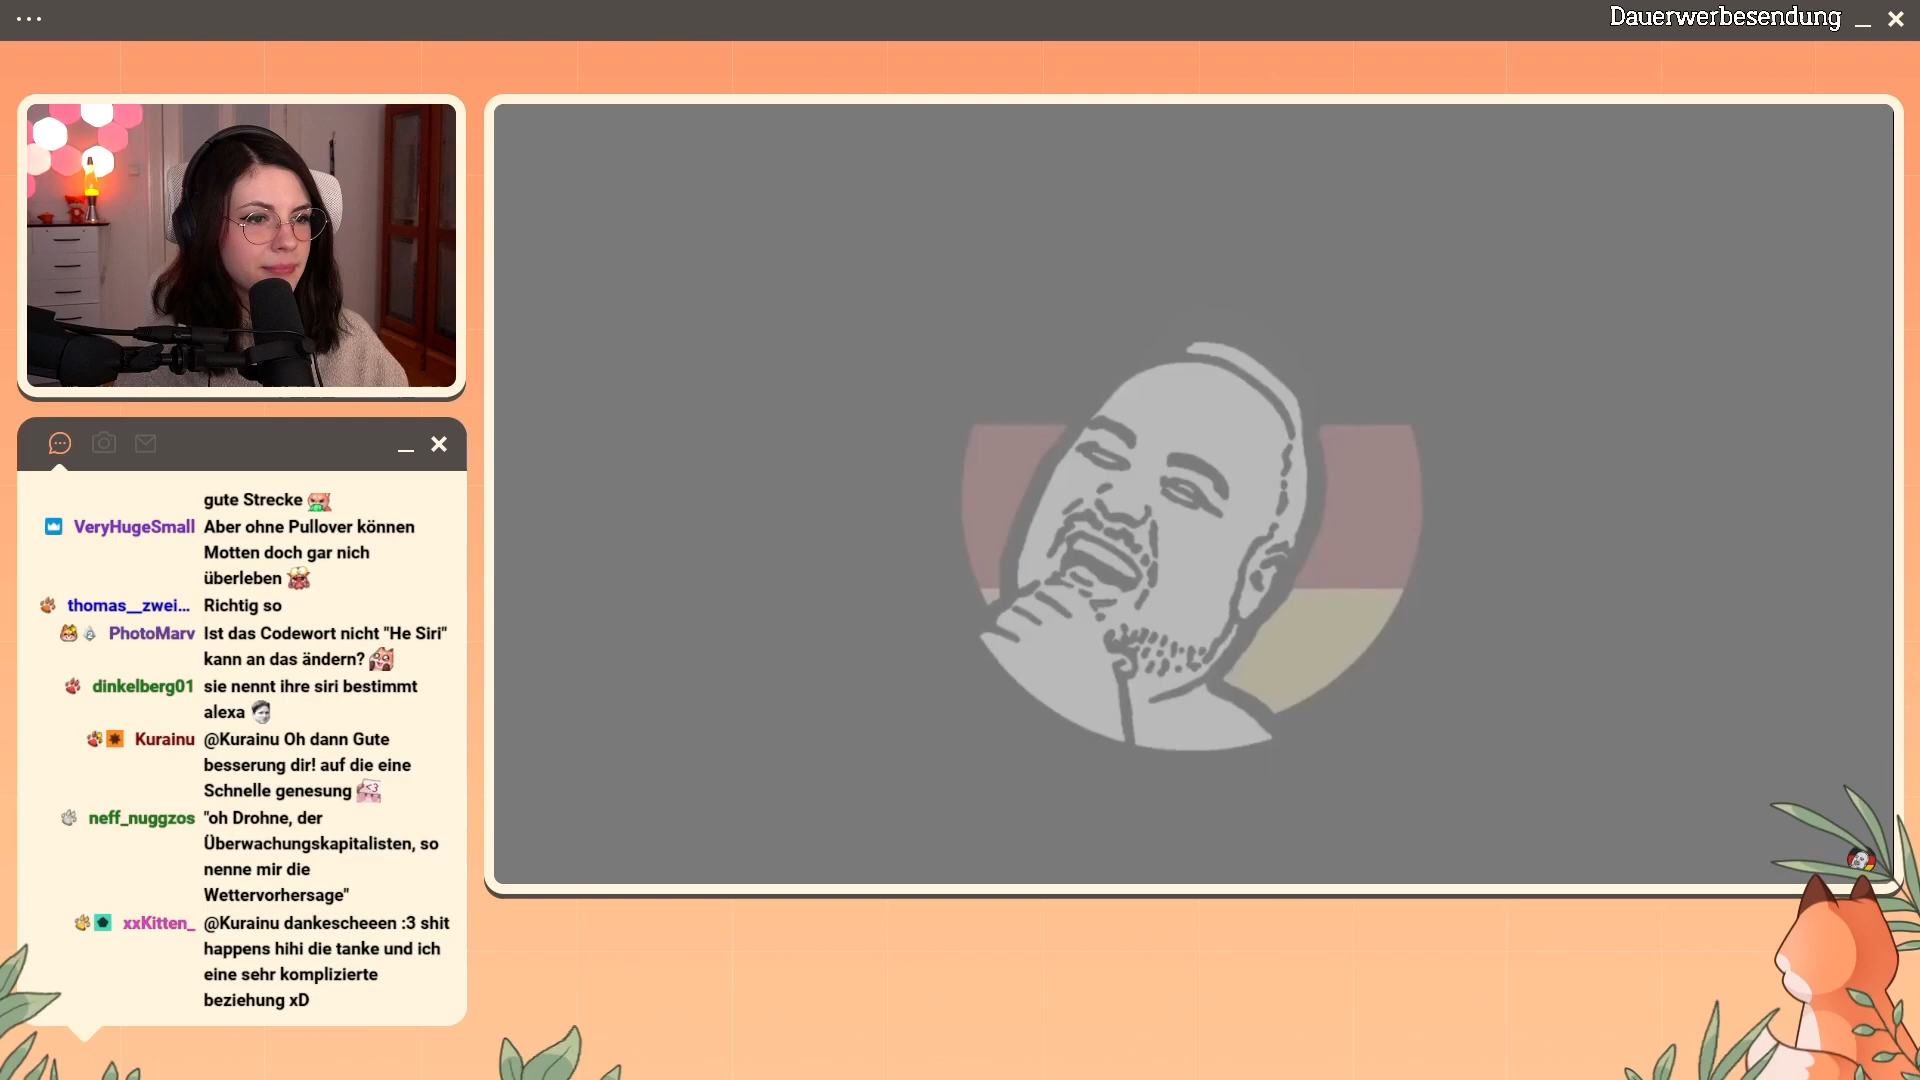 Dauerwerbesendung
gute Strecke
VeryHugeSmall Aber ohne Pullover können
Motten doch gar nich
überleben
thomas__zwei... Richtig so
PhotoMarv Ist das Codewort nicht "He Siri"
kann an das ändern?
dinkelberg01 sie nennt ihre siri bestimmt
alexa
Kurainu @Kurainu Oh dann Gute
besserung dir! auf die eine
Schnelle genesung
neff_nuggzos "oh Drohne, der
Überwachungskapitalisten, so
nenne mir die
Wettervorhersage"
xxKitten_ @Kurainu dankescheeen :3 shit
happens hihi die tanke und ich
eine sehr komplizierte
beziehung xD